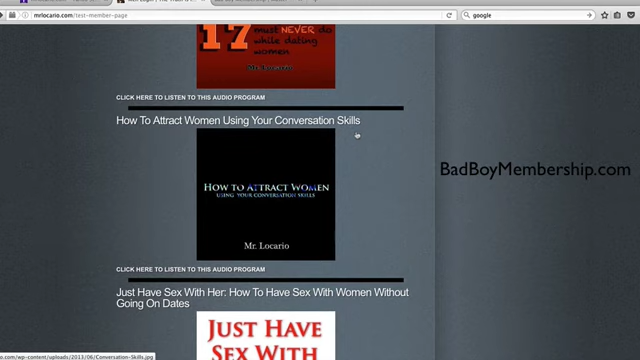 mrlocario.com/test-member-page
google
17
must NEVER do
while dating
women
Mr. Locario
CLICK HERE TO LISTEN TO THIS AUDIO PROGRAM
How To Attract Women Using Your Conversation Skills
BadBoyMembership.com
HOW TO ATTRACT WOMEN
USING YOUR CONVERSATION SKILLS
Mr. Locario
CLICK HERE TO LISTEN TO THIS AUDIO PROGRAM
Just Have Sex With Her: How To Have Sex With Women Without
Going On Dates
JUST HAVE
SEX WITH
o.com/wp-content/uploads/2013/06/Conversation-Skills.jpg